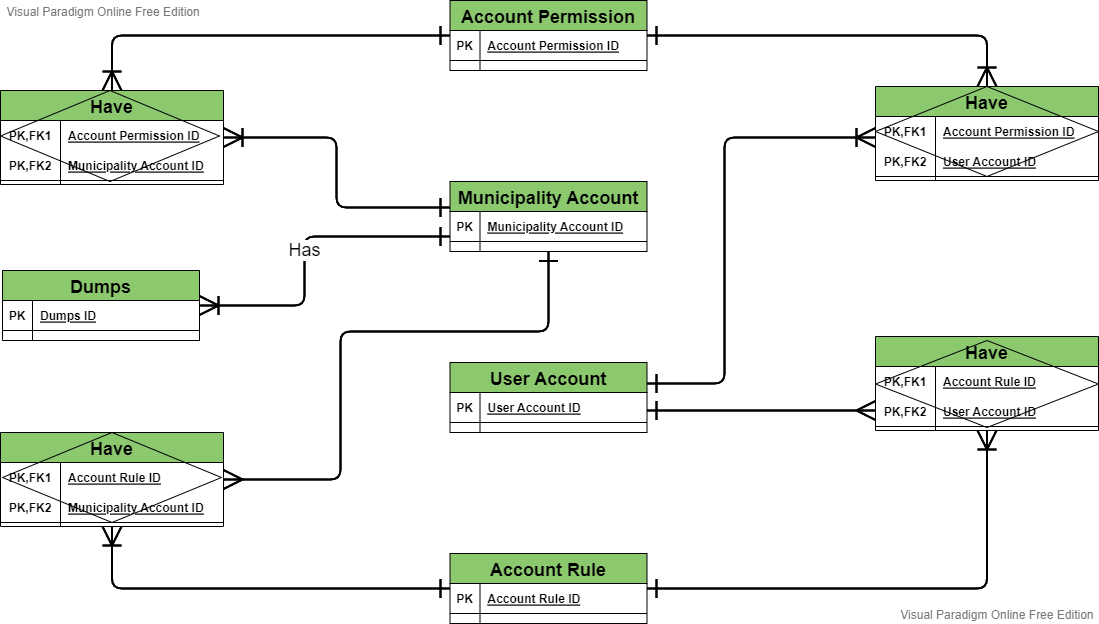 Visual Paradigm Online Free Edition
Account Permission
PK Account Permission ID
Have
PK,FK1 Account Permission ID
PK,FK2 Municipality Account ID
Have
PK,FK1 Account Permission ID
PK,FK2 User Account ID
Municipality Account
PK Municipality Account ID
Has
Dumps
PK Dumps ID
User Account
PK User Account ID
Have
PK,FK1 Account Rule ID
PK,FK2 User Account ID
Have
PK,FK1 Account Rule ID
PK,FK2 Municipality Account ID
Account Rule
PK Account Rule ID
Visual Paradigm Online Free Edition